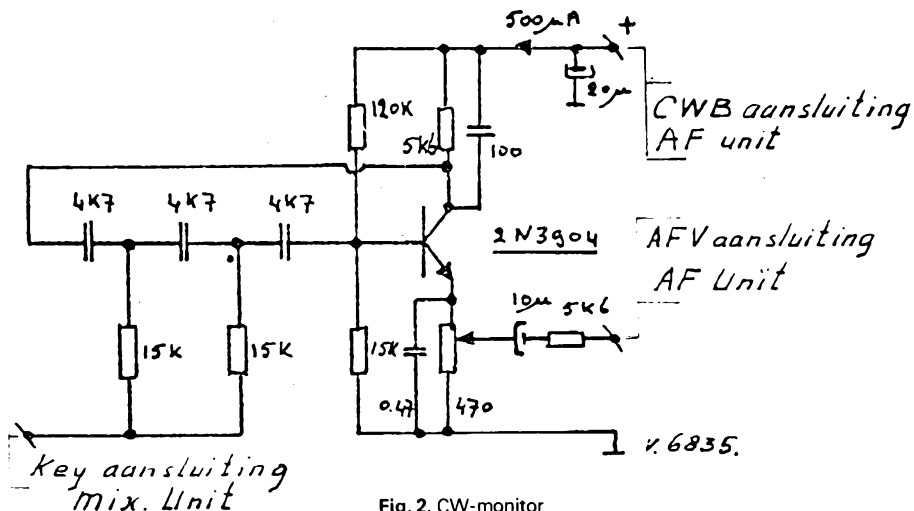 500µA
+
120K
5K6
100
20µ
CWB aansluiting
AF unit
4K7
4K7
4K7
2N3904
AFV aansluiting
AF Unit
10µ
5K6
15K
15K
15K
0.47
470
Key aansluiting
Mix. Unit
v. 6835.
Fig. 2. CW-monitor